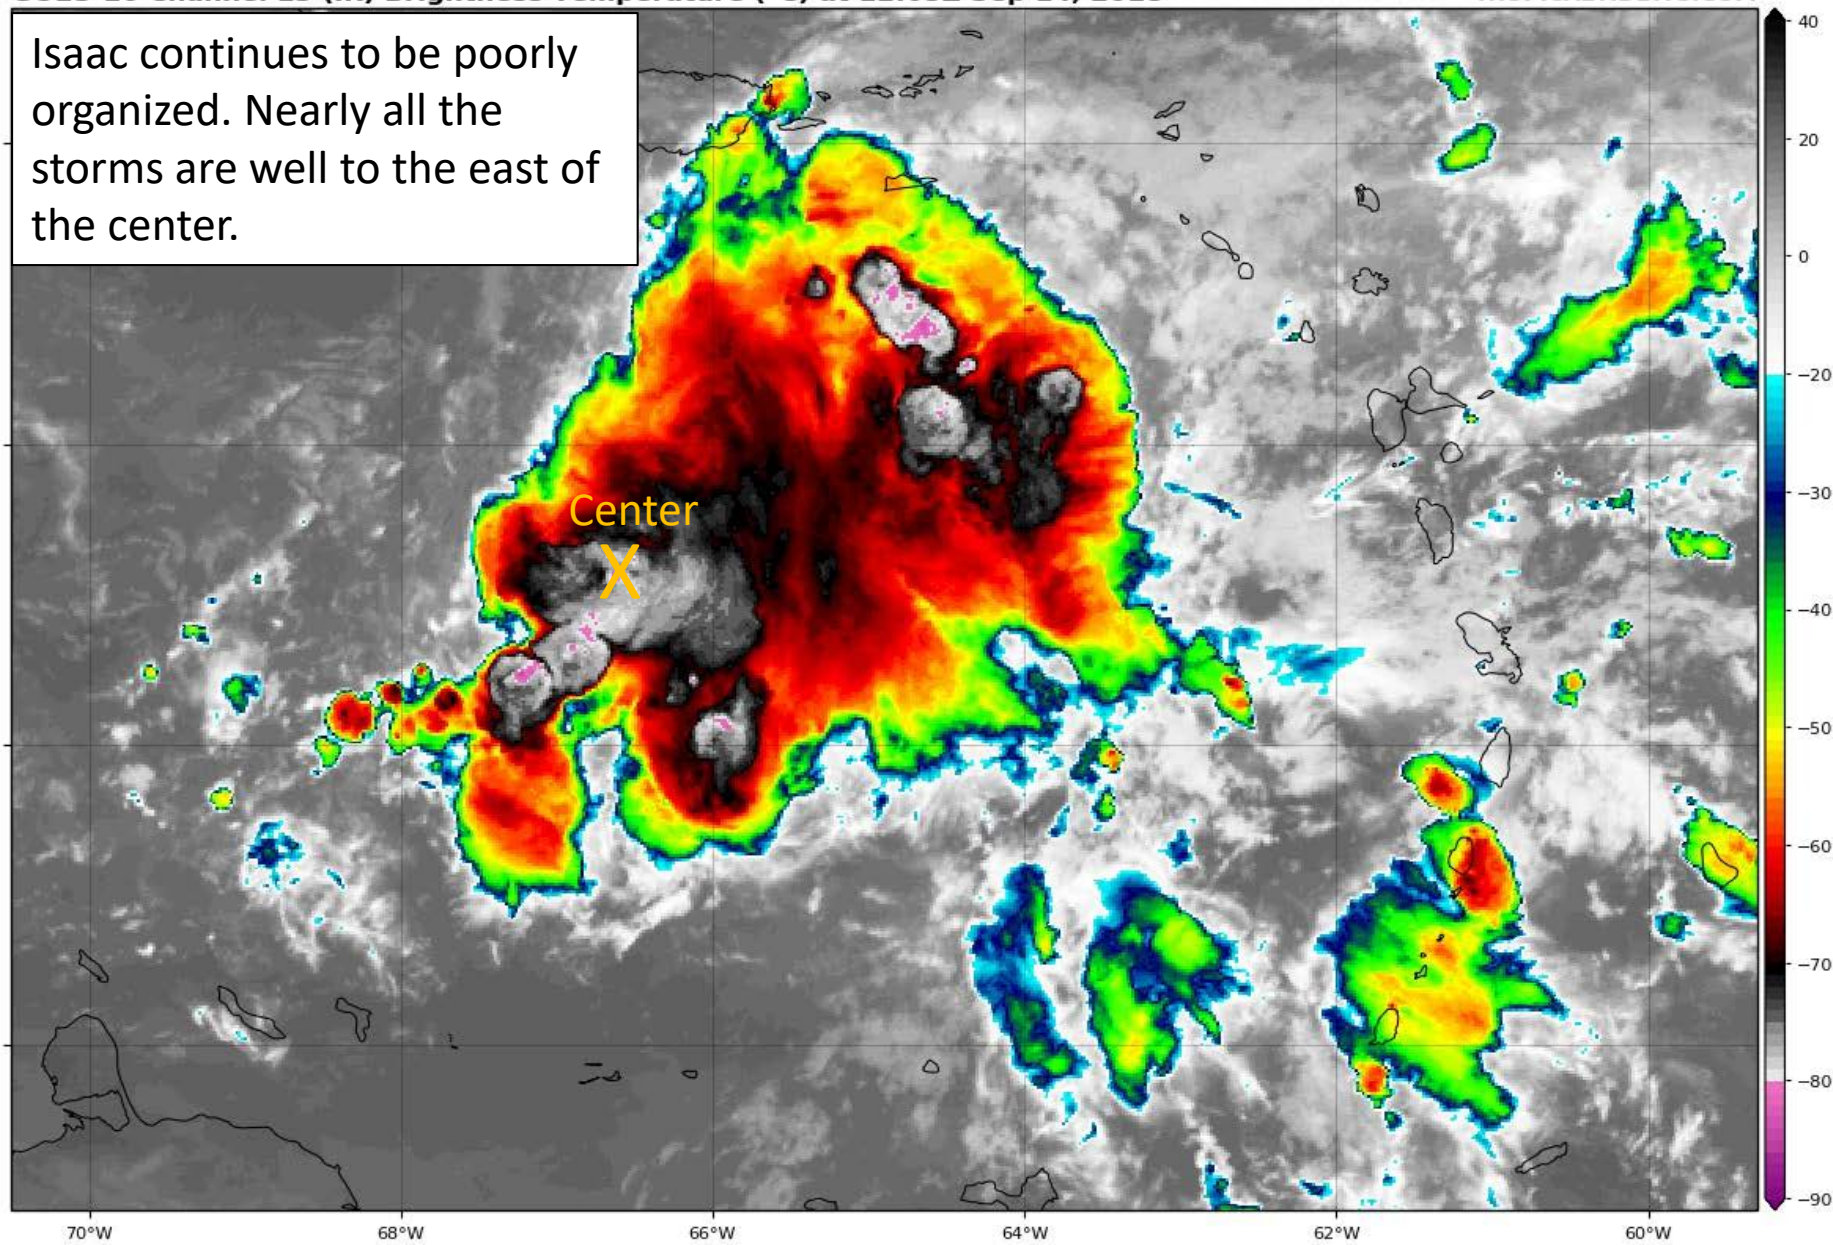 Isaac continues to be poorly
organized. Nearly all the
storms are well to the east of
the center.
Center
X
40
20
0
−20
−30
−40
−50
−60
−70
−80
−90
70°W
68°W
66°W
64°W
62°W
60°W